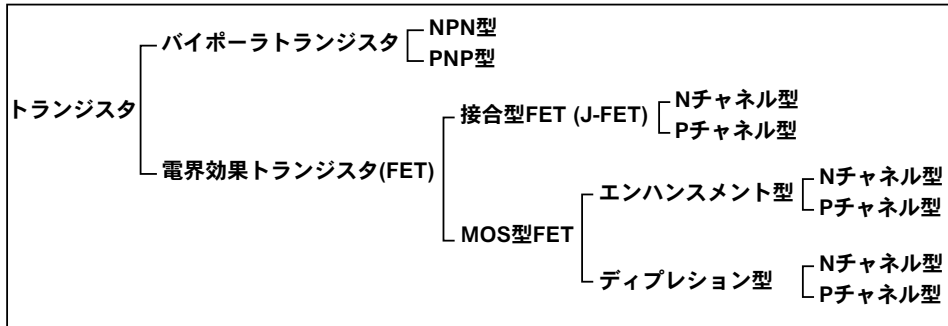 トランジスタ
バイポーラトランジスタ
NPN型
PNP型
電界効果トランジスタ(FET)
接合型FET (J-FET)
Nチャネル型
Pチャネル型
MOS型FET
エンハンスメント型
Nチャネル型
Pチャネル型
ディプレション型
Nチャネル型
Pチャネル型